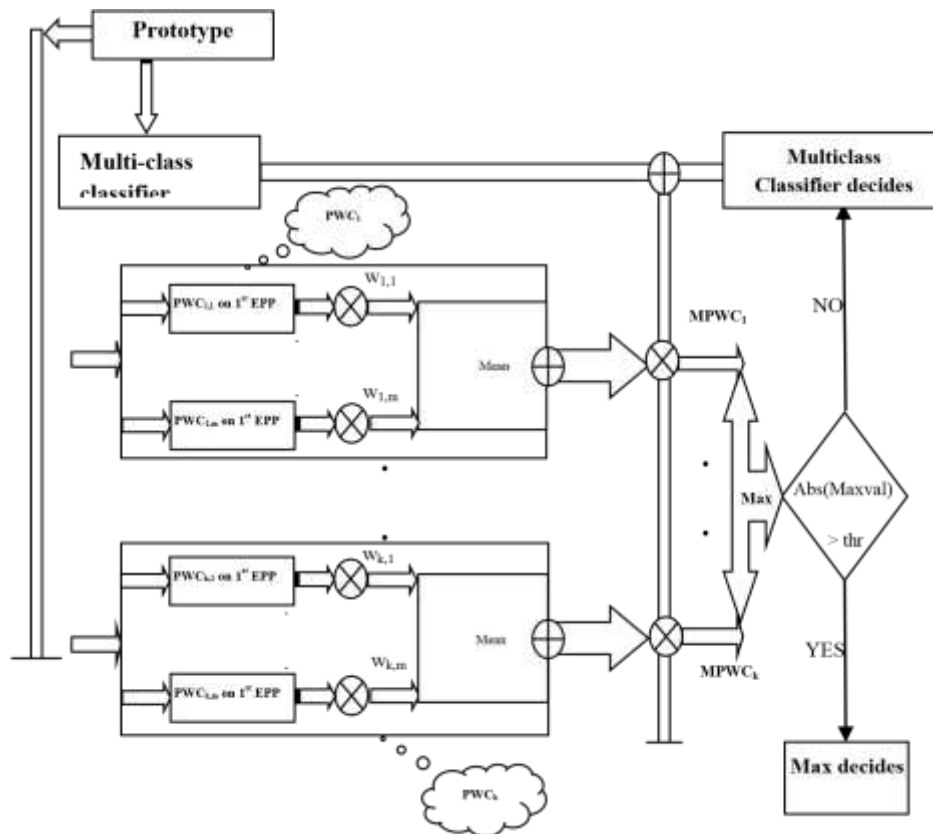 Prototype
Multi-class
classifier
Multiclass
Classifier decides
PWC1
W1,1
PWC1,1 on 1st EPP
Mean
W1,m
PWC1,m on 1st EPP
MPWC1
NO
Max
Abs(Maxval)
> thr
Wk,1
PWCk,1 on 1st EPP
Mean
Wk,m
PWCk,m on 1st EPP
MPWCk
YES
PWCk
Max decides